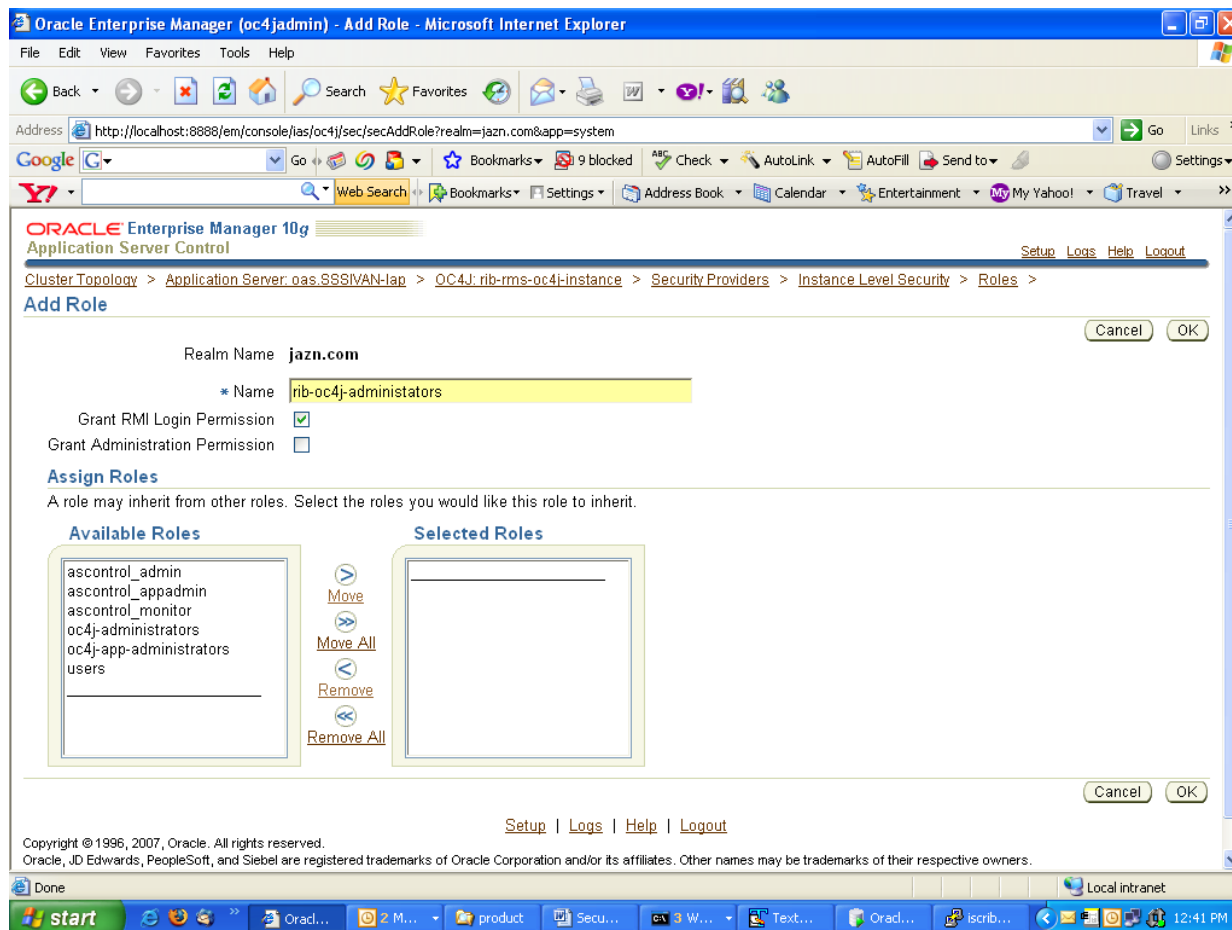 Oracle Enterprise Manager (oc4jadmin) - Add Role - Microsoft Internet Explorer
File Edit View Favorites Tools Help
Back Search Favorites
Address http://localhost:8888/em/console/ias/oc4j/sec/secAddRole?realm=jazn.com&app=system Go Links
Google G Go Bookmarks 9 blocked ABC Check AutoLink AutoFill Send to Settings
Y! Web Search Bookmarks Settings Address Book Calendar Entertainment My My Yahoo! Travel >>
ORACLE Enterprise Manager 10g
Application Server Control
Setup Logs Help Logout
Cluster Topology > Application Server: oas.SSSIVAN-lap > OC4J: rib-rms-oc4j-instance > Security Providers > Instance Level Security > Roles >
Add Role
Cancel OK
Realm Name jazn.com
* Name rib-oc4j-administators
Grant RMI Login Permission
Grant Administration Permission
Assign Roles
A role may inherit from other roles. Select the roles you would like this role to inherit.
Available Roles
ascontrol_admin
ascontrol_appadmin
ascontrol_monitor
oc4j-administrators
oc4j-app-administrators
users
Move
Move All
Remove
Remove All
Selected Roles
Cancel OK
Setup | Logs | Help | Logout
Copyright © 1996, 2007, Oracle. All rights reserved.
Oracle, JD Edwards, PeopleSoft, and Siebel are registered trademarks of Oracle Corporation and/or its affiliates. Other names may be trademarks of their respective owners.
Done Local intranet
start Oracl... 2 M... product Secu... 3 W... Text... Oracl... iscrib... 12:41 PM